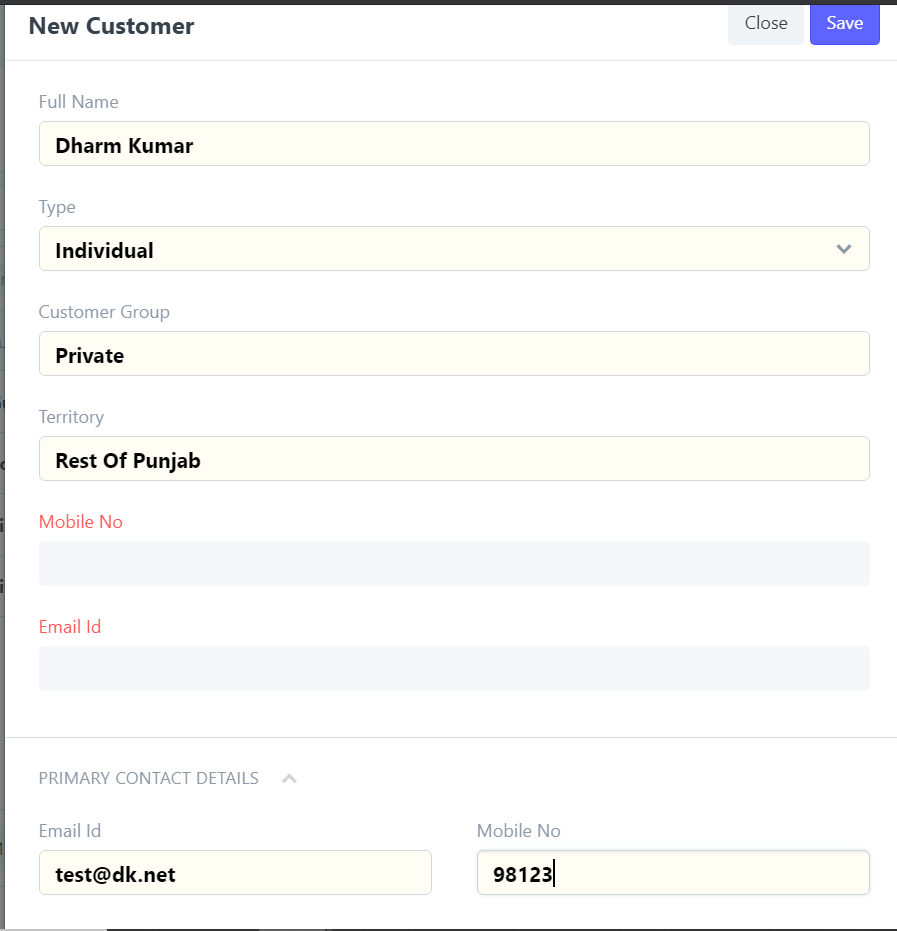 New Customer
Close
Save
Full Name
Dharm Kumar
Type
Individual
Customer Group
Private
Territory
Rest Of Punjab
Mobile No
Email Id
PRIMARY CONTACT DETAILS
Email Id
Mobile No
test@dk.net
98123